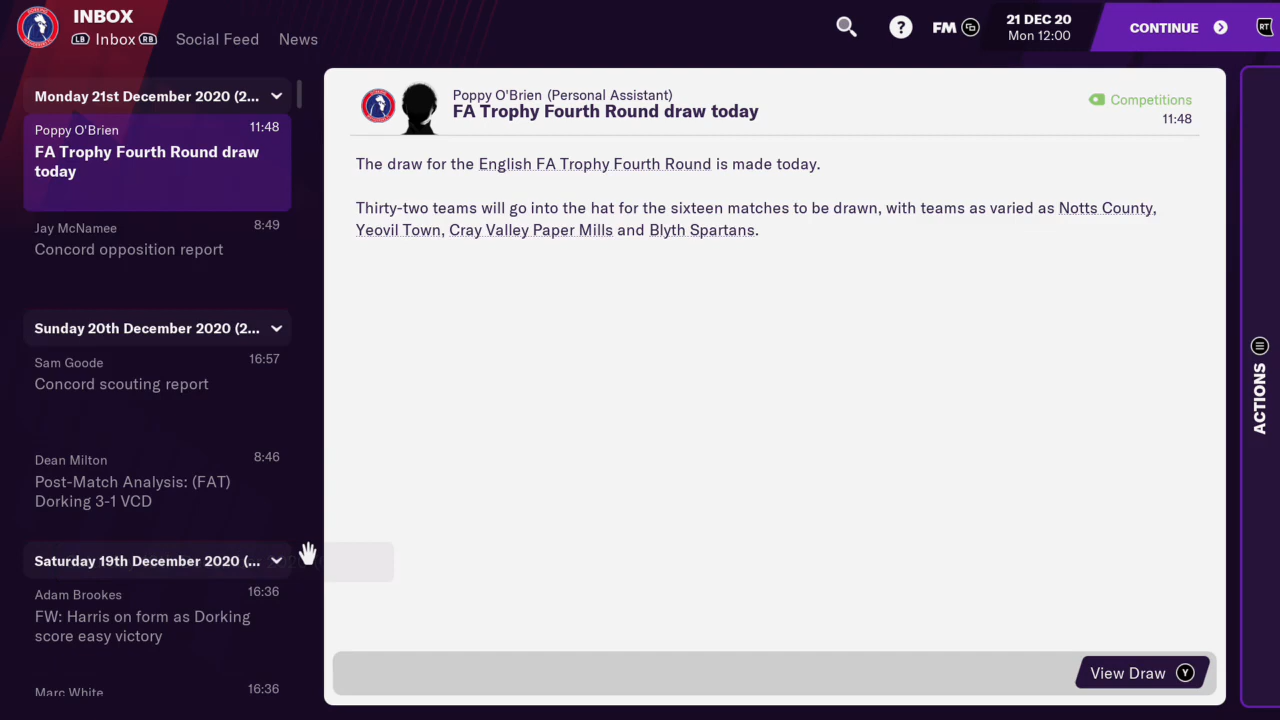 INBOX
LB Inbox RB Social Feed News
FM
21 DEC 20
Mon 12:00
CONTINUE
RT
Monday 21st December 2020 (2...
Poppy O'Brien 11:48
FA Trophy Fourth Round draw
today
Jay McNamee 8:49
Concord opposition report
Sunday 20th December 2020 (2...
Sam Goode 16:57
Concord scouting report
Dean Milton 8:46
Post-Match Analysis: (FAT)
Dorking 3-1 VCD
Saturday 19th December 2020 (...
Adam Brookes 16:36
FW: Harris on form as Dorking
score easy victory
Marc White 16:36
Poppy O'Brien (Personal Assistant)
FA Trophy Fourth Round draw today
Competitions
11:48
The draw for the English FA Trophy Fourth Round is made today.
Thirty-two teams will go into the hat for the sixteen matches to be drawn, with teams as varied as Notts County,
Yeovil Town, Cray Valley Paper Mills and Blyth Spartans.
View Draw Y
ACTIONS